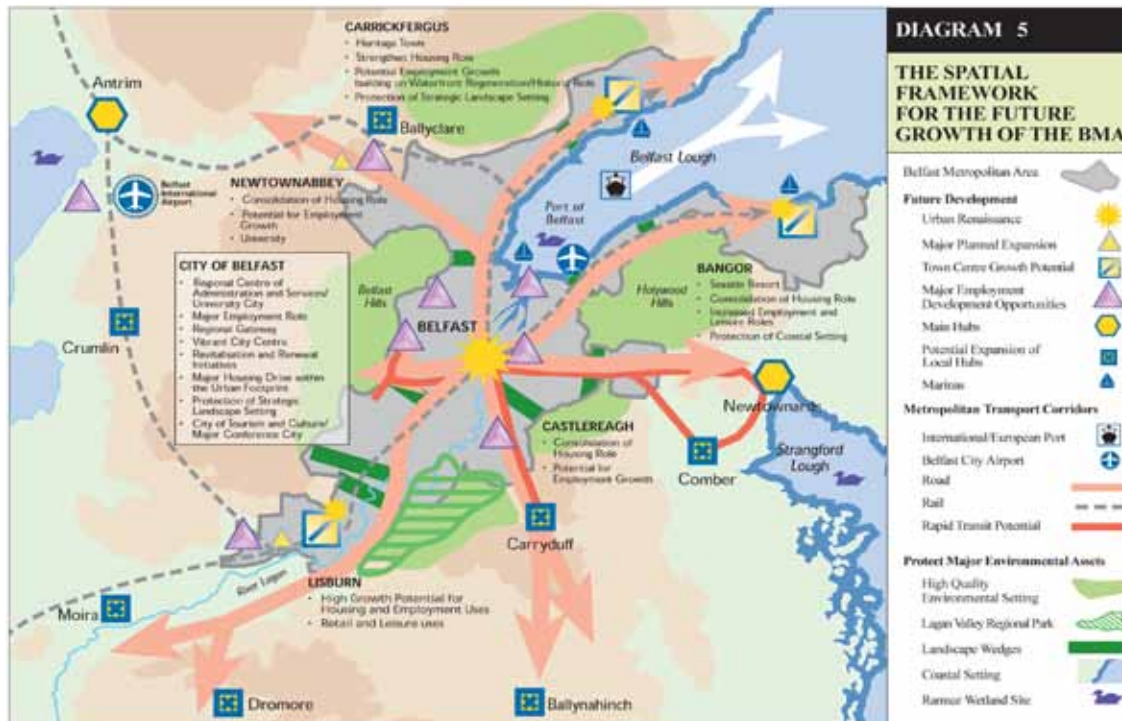 CARRICKFERGUS
• Heritage Town
• Strengthen Housing Role
• Potential Employment Growth
building on Waterfront Regeneration/Historic Role
• Protection of Strategic Landscape Setting
Antrim
Ballyclare
Belfast
International
Airport
NEWTOWNABBEY
• Consolidation of Housing Role
• Potential for Employment
Growth
• University
Belfast Lough
Port of
Belfast
CITY OF BELFAST
• Regional Centre of
Administration and Services/
University City
• Major Employment Role
• Regional Gateway
• Vibrant City Centre
• Revitalisation and Renewal
Initiatives
• Major Housing Drive within
the Urban Footprint
• Protection of Strategic
Landscape Setting
• City of Tourism and Culture/
Major Conference City
Belfast
Hills
BELFAST
Holywood
Hills
BANGOR
• Seaside Resort
• Consolidation of Housing Role
• Increased Employment and
Leisure Roles
• Protection of Coastal Setting
Crumlin
Newtownards
CASTLEREAGH
• Consolidation of
Housing Role
• Potential for
Employment Growth
Comber
Strangford
Lough
Carryduff
River Lagan
LISBURN
• High Growth Potential for
Housing and Employment Uses
• Retail and Leisure uses
Moira
Dromore
Ballynahinch
DIAGRAM 5
THE SPATIAL
FRAMEWORK
FOR THE FUTURE
GROWTH OF THE BMA
Belfast Metropolitan Area
Future Development
Urban Renaissance
Major Planned Expansion
Town Centre Growth Potential
Major Employment
Development Opportunities
Main Hubs
Potential Expansion of
Local Hubs
Marinas
Metropolitan Transport Corridors
International/European Port
Belfast City Airport
Road
Rail
Rapid Transit Potential
Protect Major Environmental Assets
High Quality
Environmental Setting
Lagan Valley Regional Park
Landscape Wedges
Coastal Setting
Ramsar Wetland Site